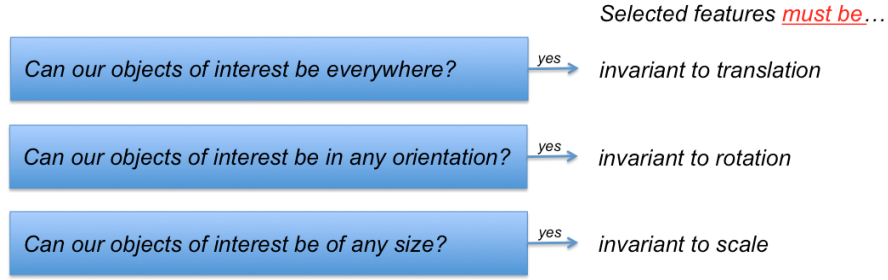 Selected features must be...
Can our objects of interest be everywhere? yes invariant to translation
Can our objects of interest be in any orientation? yes invariant to rotation
Can our objects of interest be of any size? yes invariant to scale